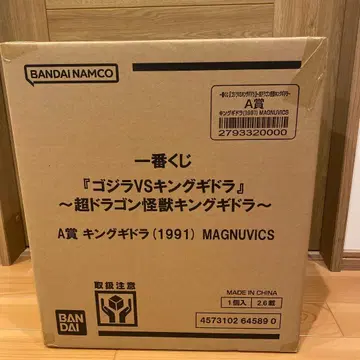 BANDAI NAMCO
A賞
キングギドラ(1991) MAGNUVICS
2793320000
一番くじ
『ゴジラVSキングギドラ』
～超ドラゴン怪獣キングギドラ～
A賞 キングギドラ(1991) MAGNUVICS
取扱注意
BAN
DAI
MADE IN CHINA
1個入
2.6㎏
4573102 64589 0